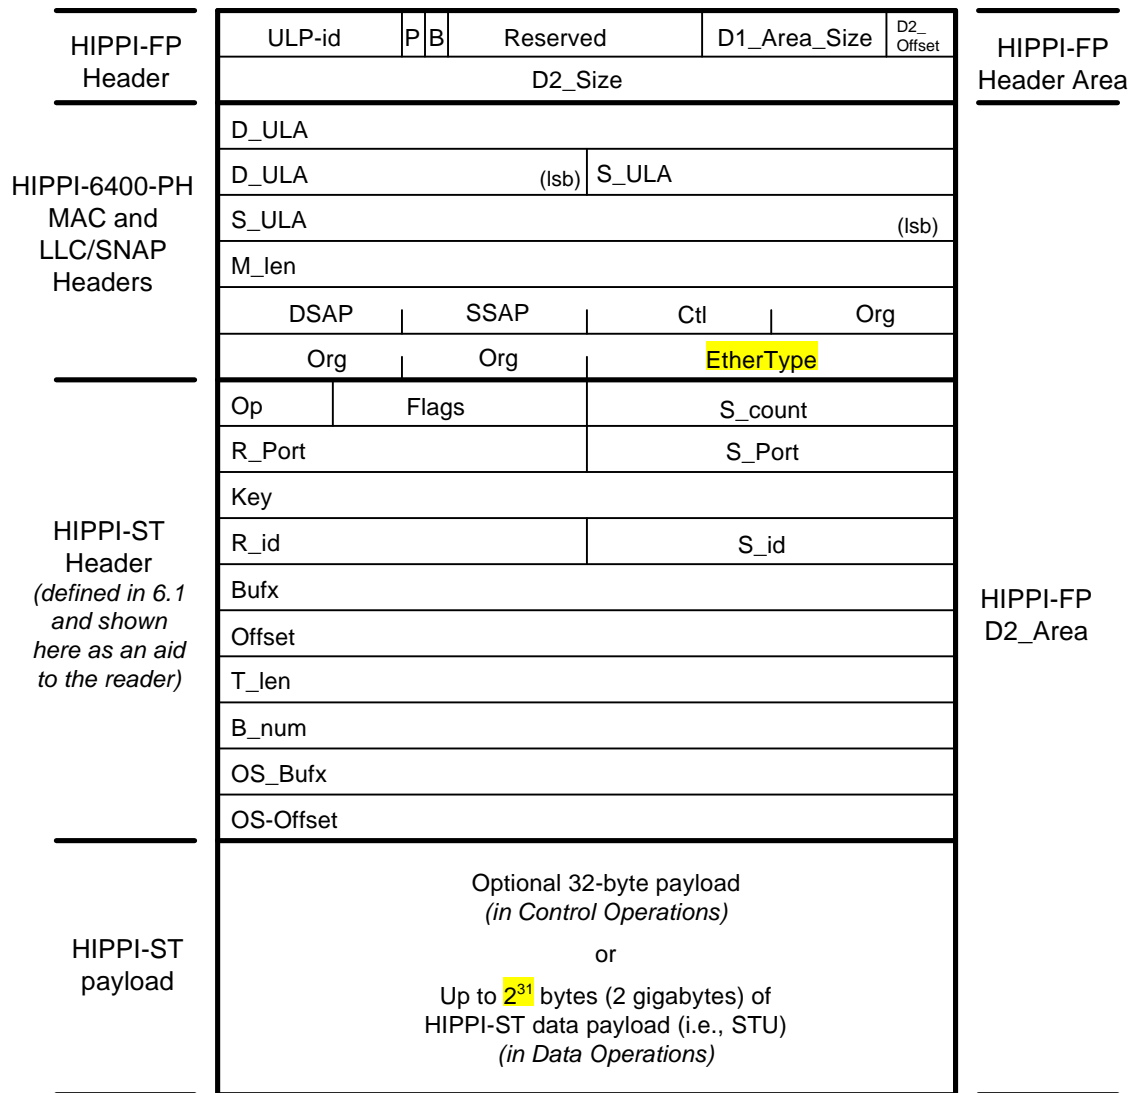 HIPPI-FP
Header
ULP-id P B Reserved D1_Area_Size D2_
Offset
D2_Size
HIPPI-FP
Header Area
HIPPI-6400-PH
MAC and
LLC/SNAP
Headers
D_ULA
D_ULA (lsb) S_ULA
S_ULA (lsb)
M_len
DSAP SSAP Ctl Org
Org Org EtherType
HIPPI-ST
Header
(defined in 6.1
and shown
here as an aid
to the reader)
Op Flags S_count
R_Port S_Port
Key
R_id S_id
Bufx
Offset
T_len
B_num
OS_Bufx
OS-Offset
HIPPI-FP
D2_Area
HIPPI-ST
payload
Optional 32-byte payload
(in Control Operations)
or
Up to 2³¹ bytes (2 gigabytes) of
HIPPI-ST data payload (i.e., STU)
(in Data Operations)